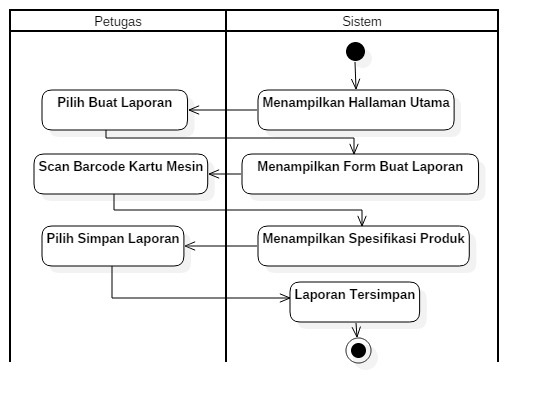 Petugas
Sistem
Pilih Buat Laporan
Menampilkan Hallaman Utama
Scan Barcode Kartu Mesin
Menampilkan Form Buat Laporan
Pilih Simpan Laporan
Menampilkan Spesifikasi Produk
Laporan Tersimpan